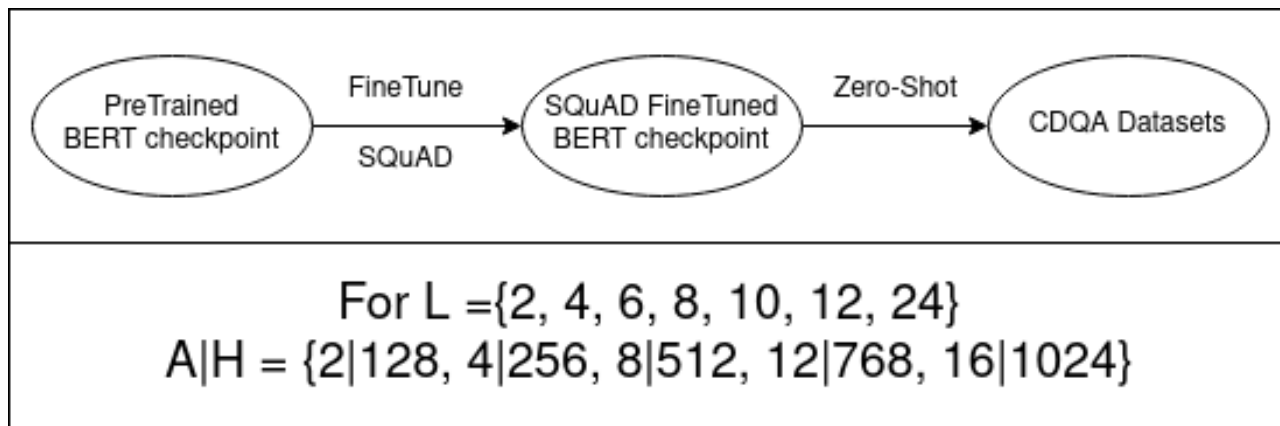 PreTrained
BERT checkpoint
FineTune
SQuAD
SQuAD FineTuned
BERT checkpoint
Zero-Shot
CDQA Datasets
For L ={2, 4, 6, 8, 10, 12, 24}
A|H = {2|128, 4|256, 8|512, 12|768, 16|1024}